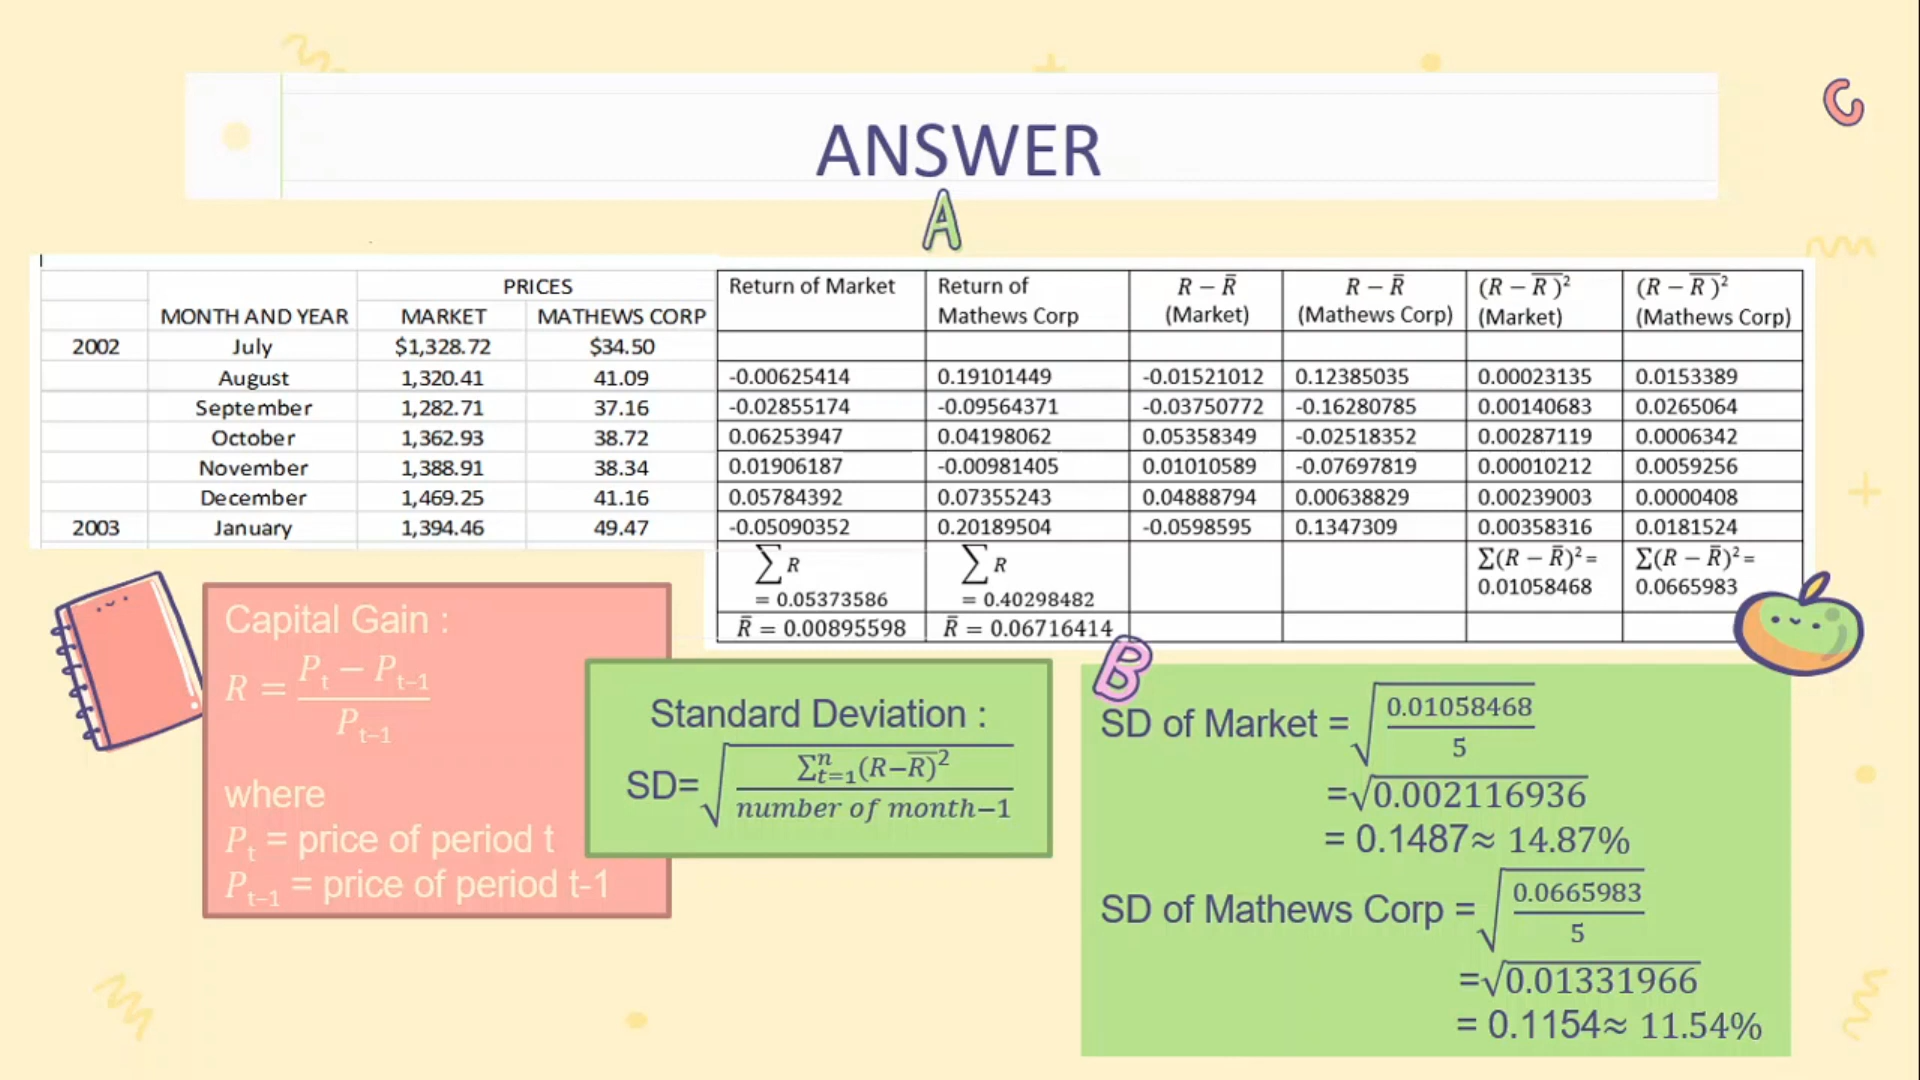 ANSWER
A
C
PRICES
MONTH AND YEAR MARKET MATHEWS CORP Return of Market Return of Mathews Corp R − R̄ (Market) R − R̄ (Mathews Corp) (R − R̄ )² (Market) (R − R̄ )² (Mathews Corp)
2002 July $1,328.72 $34.50
August 1,320.41 41.09 -0.00625414 0.19101449 -0.01521012 0.12385035 0.00023135 0.0153389
September 1,282.71 37.16 -0.02855174 -0.09564371 -0.03750772 -0.16280785 0.00140683 0.0265064
October 1,362.93 38.72 0.06253947 0.04198062 0.05358349 -0.02518352 0.00287119 0.0006342
November 1,388.91 38.34 0.01906187 -0.00981405 0.01010589 -0.07697819 0.00010212 0.0059256
December 1,469.25 41.16 0.05784392 0.07355243 0.04888794 0.00638829 0.00239003 0.0000408
2003 January 1,394.46 49.47 -0.05090352 0.20189504 -0.0598595 0.1347309 0.00358316 0.0181524
∑ R = 0.05373586 ∑ R = 0.40298482 ∑(R − R̄)² = 0.01058468 ∑(R − R̄)² = 0.0665983
R̄ = 0.00895598 R̄ = 0.06716414
Capital Gain :
R = (Pt − Pt−1) / Pt−1
where
Pt = price of period t
Pt−1 = price of period t-1
Standard Deviation :
SD= √(∑ⁿt=1(R−R̄)² / number of month−1)
B
SD of Market = √(0.01058468 / 5)
=√0.002116936
= 0.1487≈ 14.87%
SD of Mathews Corp = √(0.0665983 / 5)
=√0.01331966
= 0.1154≈ 11.54%